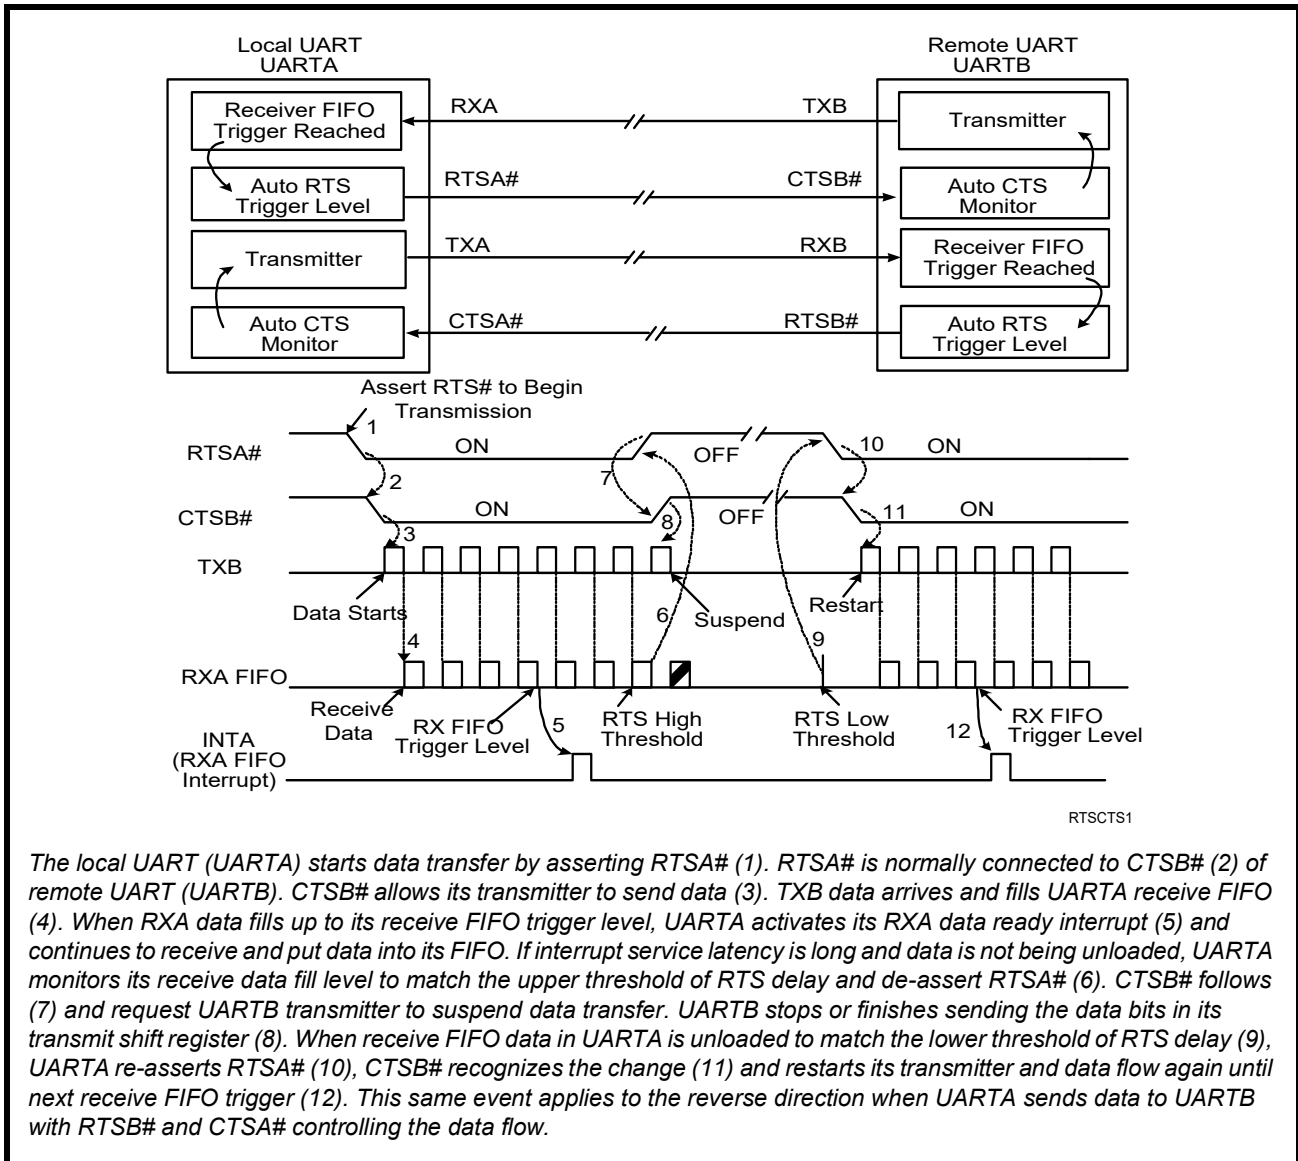 Local UART
UARTA
Remote UART
UARTB
Receiver FIFO
Trigger Reached
RXA
TXB
Transmitter
Auto RTS
Trigger Level
RTSA#
CTSB#
Auto CTS
Monitor
Transmitter
TXA
RXB
Receiver FIFO
Trigger Reached
Auto CTS
Monitor
CTSA#
RTSB#
Auto RTS
Trigger Level
Assert RTS# to Begin
Transmission
RTSA#
1
ON
7
OFF
10
ON
2
CTSB#
3
ON
8
OFF
11
ON
TXB
Data Starts
Suspend
Restart
4
6
9
RXA FIFO
Receive
Data
RX FIFO
Trigger Level
5
RTS High
Threshold
RTS Low
Threshold
12
RX FIFO
Trigger Level
INTA
(RXA FIFO
Interrupt)
RTSCTS1
The local UART (UARTA) starts data transfer by asserting RTSA# (1). RTSA# is normally connected to CTSB# (2) of
remote UART (UARTB). CTSB# allows its transmitter to send data (3). TXB data arrives and fills UARTA receive FIFO
(4). When RXA data fills up to its receive FIFO trigger level, UARTA activates its RXA data ready interrupt (5) and
continues to receive and put data into its FIFO. If interrupt service latency is long and data is not being unloaded, UARTA
monitors its receive data fill level to match the upper threshold of RTS delay and de-assert RTSA# (6). CTSB# follows
(7) and request UARTB transmitter to suspend data transfer. UARTB stops or finishes sending the data bits in its
transmit shift register (8). When receive FIFO data in UARTA is unloaded to match the lower threshold of RTS delay (9),
UARTA re-asserts RTSA# (10), CTSB# recognizes the change (11) and restarts its transmitter and data flow again until
next receive FIFO trigger (12). This same event applies to the reverse direction when UARTA sends data to UARTB
with RTSB# and CTSA# controlling the data flow.